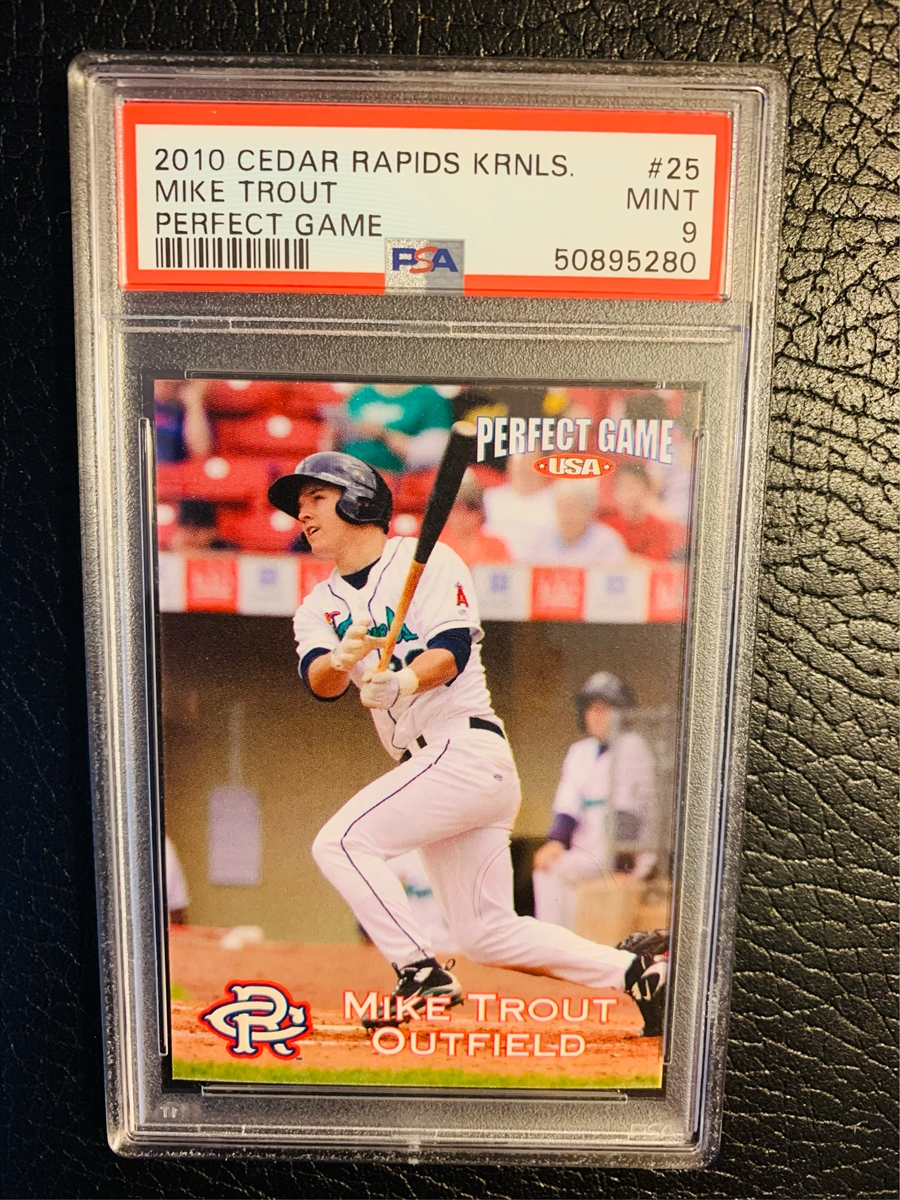 2010 CEDAR RAPIDS KRNLS. #25
MIKE TROUT MINT
PERFECT GAME 9
PSA 50895280
PERFECT GAME
USA
A
CR
MIKE TROUT
OUTFIELD